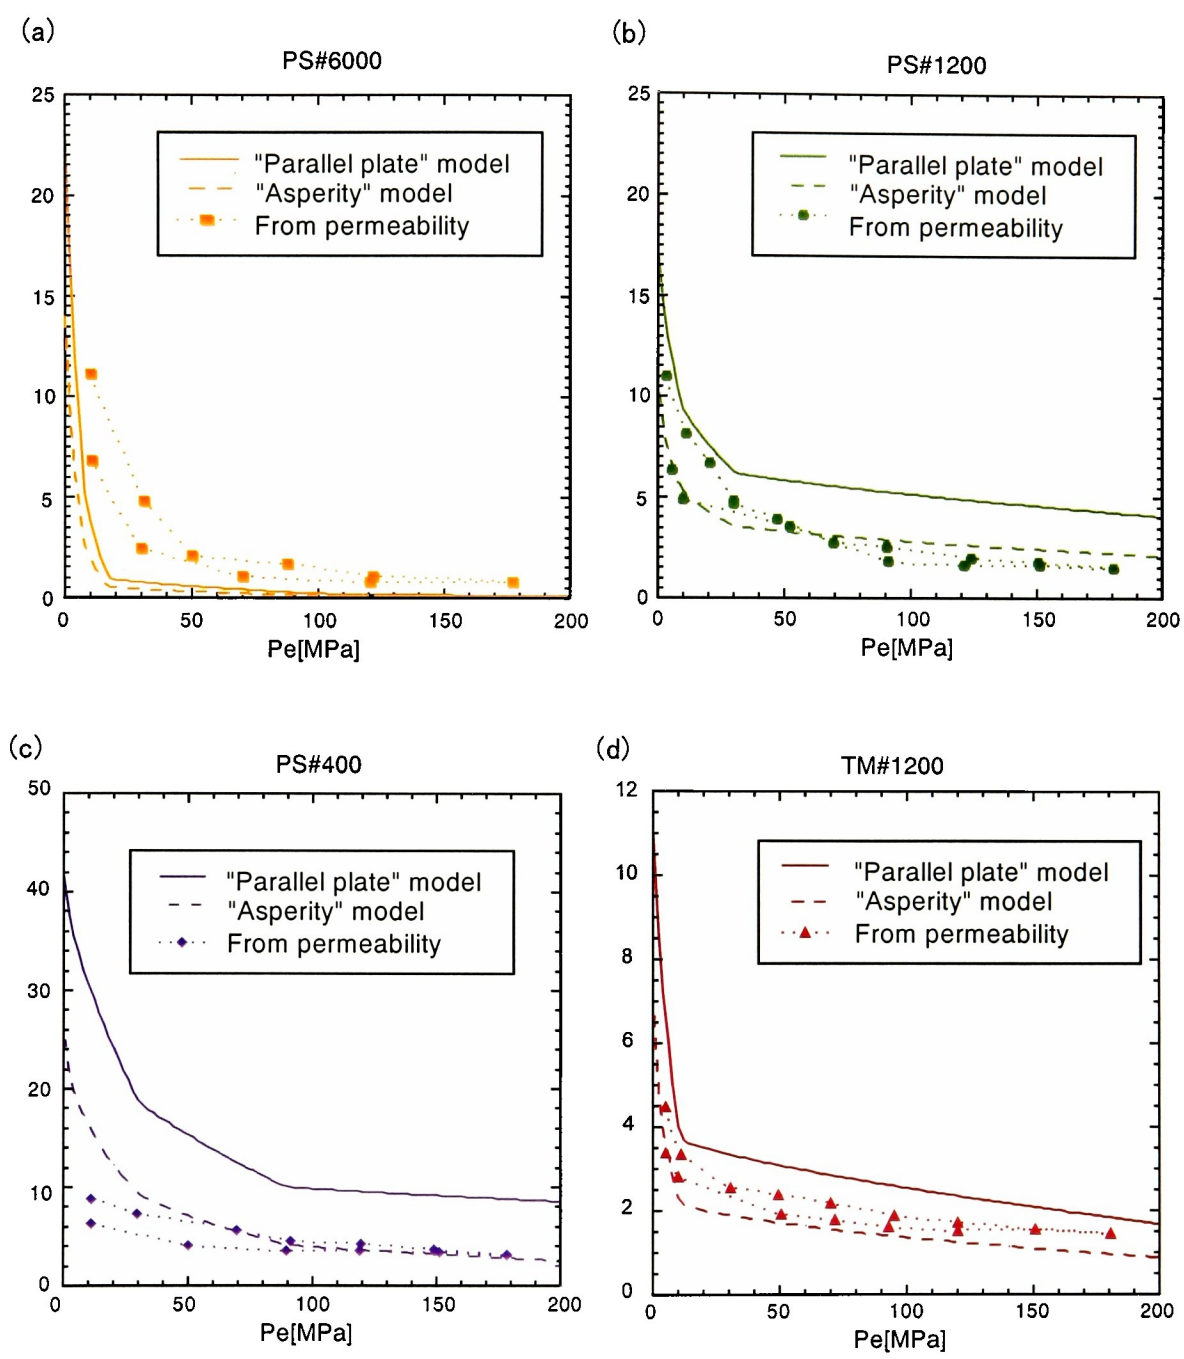 (a)
PS#6000
25
20
15
10
5
0
"Parallel plate" model
"Asperity" model
From permeability
0 50 100 150 200
Pe[MPa]
(b)
PS#1200
25
20
15
10
5
0
"Parallel plate" model
"Asperity" model
From permeability
0 50 100 150 200
Pe[MPa]
(c)
PS#400
50
40
30
20
10
0
"Parallel plate" model
"Asperity" model
From permeability
0 50 100 150 200
Pe[MPa]
(d)
TM#1200
12
10
8
6
4
2
0
"Parallel plate" model
"Asperity" model
From permeability
0 50 100 150 200
Pe[MPa]